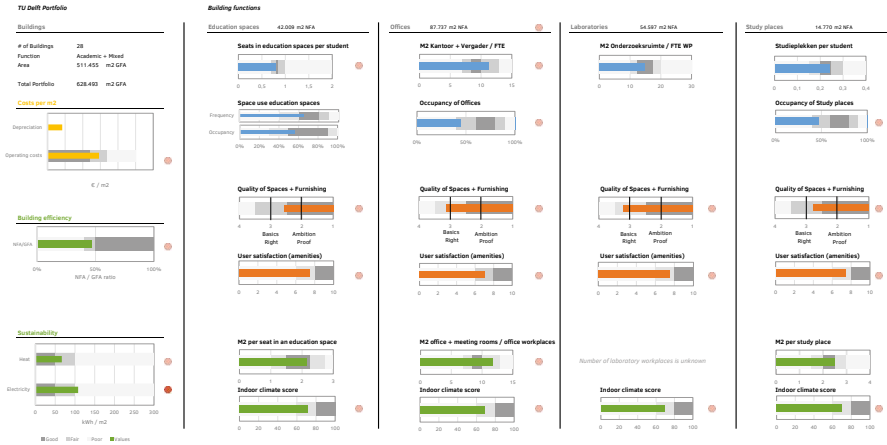 TU Delft Portfolio
Buildings
# of Buildings 28
Function Academic + Mixed
Area 511.455 m2 GFA
Total Portfolio 628.493 m2 GFA
Costs per m2
Depreciation
Operating costs
€ / m2
Building efficiency
NFA/GFA
0% 50% 100%
NFA / GFA ratio
Sustainability
Heat
Electricity
0 50 100 150 200 250 300
kWh / m2
Good Fair Poor Values
Building functions
Education spaces 42.009 m2 NFA
Seats in education spaces per student
0 0,5 1 1,5 2
Space use education spaces
Frequency
Occupancy
0% 20% 40% 60% 80% 100%
Quality of Spaces + Furnishing
4 3 2 1
Basics Right
Ambition Proof
User satisfaction (amenities)
0 2 4 6 8 10
M2 per seat in an education space
0 1 2 3
Indoor climate score
0 20 40 60 80 100
Offices 87.737 m2 NFA
M2 Kantoor + Vergader / FTE
0 5 10 15
Occupancy of Offices
0% 50% 100%
Quality of Spaces + Furnishing
4 3 2 1
Basics Right
Ambition Proof
User satisfaction (amenities)
0 2 4 6 8 10
M2 office + meeting rooms / office workplaces
0 5 10 15
Indoor climate score
0 20 40 60 80 100
Laboratories 54.597 m2 NFA
M2 Onderzoeksruimte / FTE WP
0 10 20 30
Quality of Spaces + Furnishing
4 3 2 1
Basics Right
Ambition Proof
User satisfaction (amenities)
0 2 4 6 8 10
Number of laboratory workplaces is unknown
Indoor climate score
0 20 40 60 80 100
Study places 14.770 m2 NFA
Studieplekken per student
0 0,1 0,2 0,3 0,4
Occupancy of Study places
0% 50% 100%
Quality of Spaces + Furnishing
4 3 2 1
Basics Right
Ambition Proof
User satisfaction (amenities)
0 2 4 6 8 10
M2 per study place
0 1 2 3 4
Indoor climate score
0 20 40 60 80 100